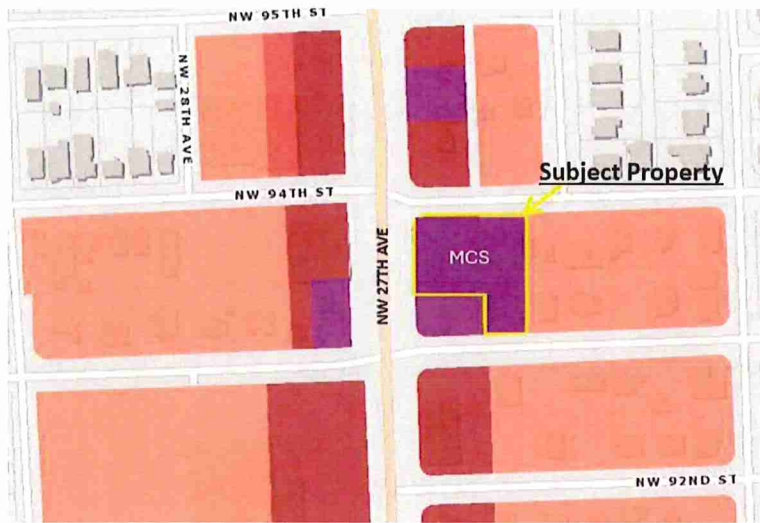 NW 95TH ST
NW 28TH AVE
NW 94TH ST
Subject Property
NW 27TH AVE
MCS
NW 92ND ST